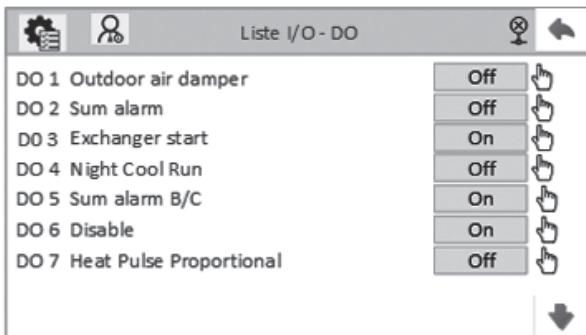 Liste I/O - DO
DO 1 Outdoor air damper Off
DO 2 Sum alarm Off
D0 3 Exchanger start On
DO 4 Night Cool Run Off
DO 5 Sum alarm B/C On
DO 6 Disable On
DO 7 Heat Pulse Proportional Off